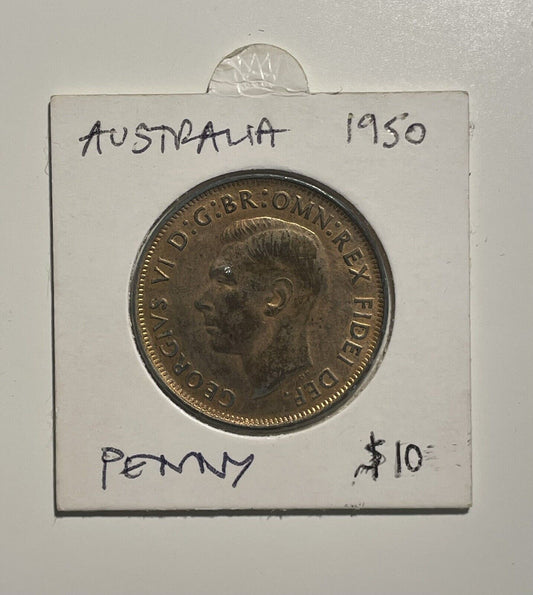 AUSTRALIA 1950
GEORGIVS VI D:G:BR:OMN:REX FIDEI DEF.
PENNY $10